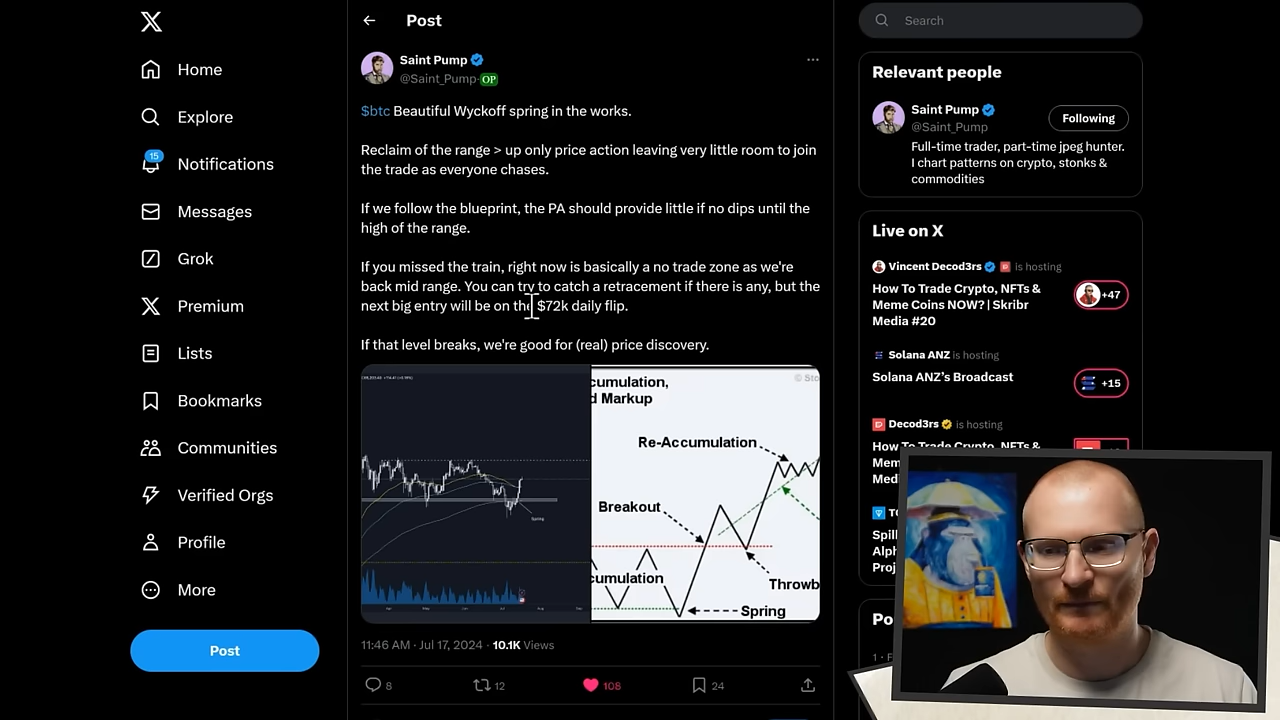 Home
Explore
15
Notifications
Messages
Grok
Premium
Lists
Bookmarks
Communities
Verified Orgs
Profile
More
Post
Post
Saint Pump
@Saint_Pump OP
$btc Beautiful Wyckoff spring in the works.
Reclaim of the range > up only price action leaving very little room to join
the trade as everyone chases.
If we follow the blueprint, the PA should provide little if no dips until the
high of the range.
If you missed the train, right now is basically a no trade zone as we're
back mid range. You can try to catch a retracement if there is any, but the
next big entry will be on the $72k daily flip.
If that level breaks, we're good for (real) price discovery.
Spring
cumulation,
d Markup
© Sto
Re-Accumulation
Breakout
cumulation
Throwb
Spring
11:46 AM · Jul 17, 2024 · 10.1K Views
8
12
108
24
Search
Relevant people
Saint Pump
@Saint_Pump
Following
Full-time trader, part-time jpeg hunter.
I chart patterns on crypto, stonks &
commodities
Live on X
Vincent Decod3rs is hosting
How To Trade Crypto, NFTs &
Meme Coins NOW? | Skribr
Media #20
+47
Solana ANZ is hosting
Solana ANZ's Broadcast
+15
Decod3rs is hosting
How To Trade Crypto, NFTs &
Mem
Med
TO
Spill
Alph
Proj
Po